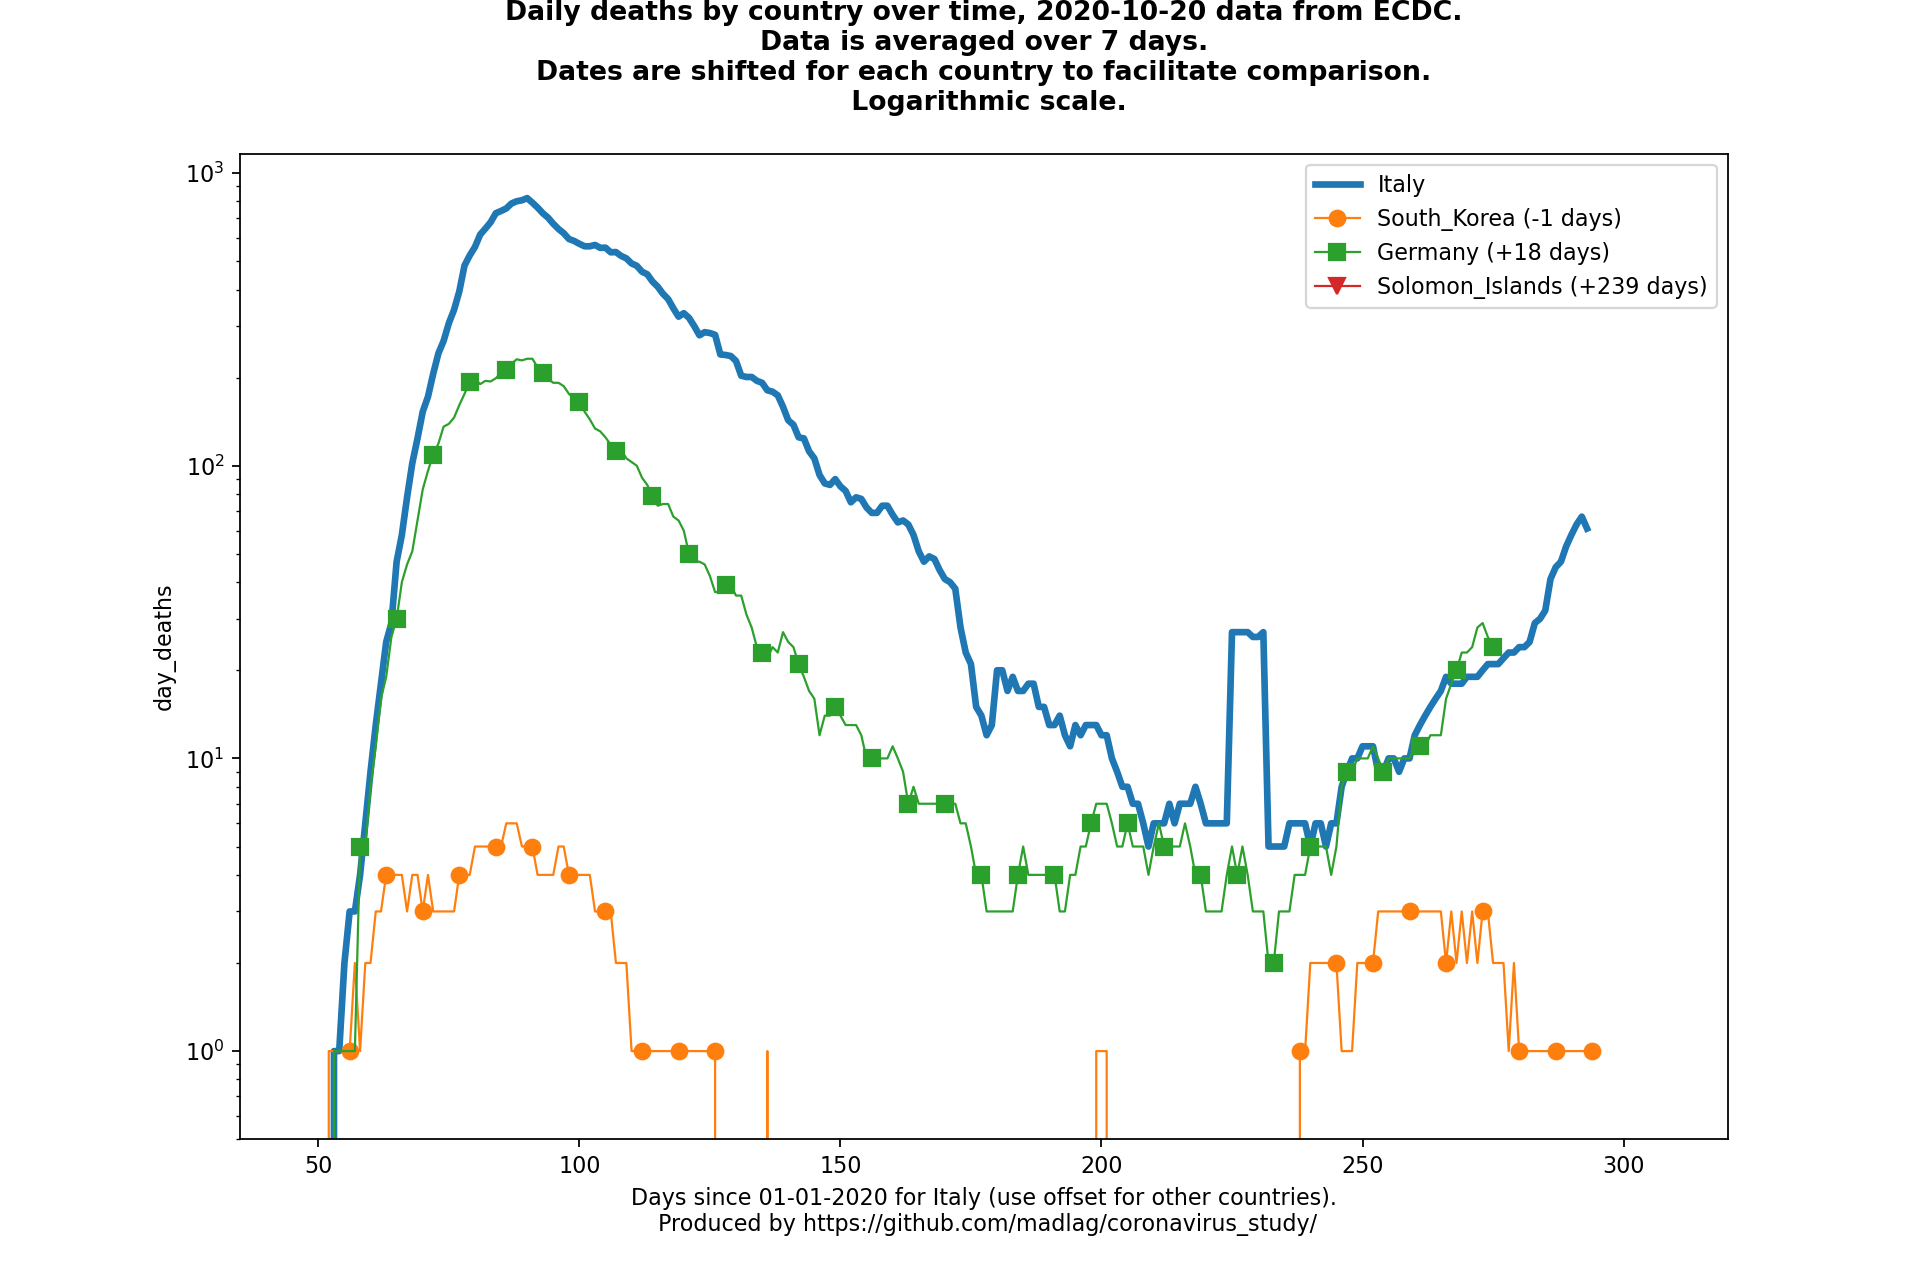 Daily deaths by country over time, 2020-10-20 data from ECDC.
Data is averaged over 7 days.
Dates are shifted for each country to facilitate comparison.
Logarithmic scale.
10³
10²
10¹
10⁰
day_deaths
Italy
South_Korea (-1 days)
Germany (+18 days)
Solomon_Islands (+239 days)
50 100 150 200 250 300
Days since 01-01-2020 for Italy (use offset for other countries).
Produced by https://github.com/madlag/coronavirus_study/